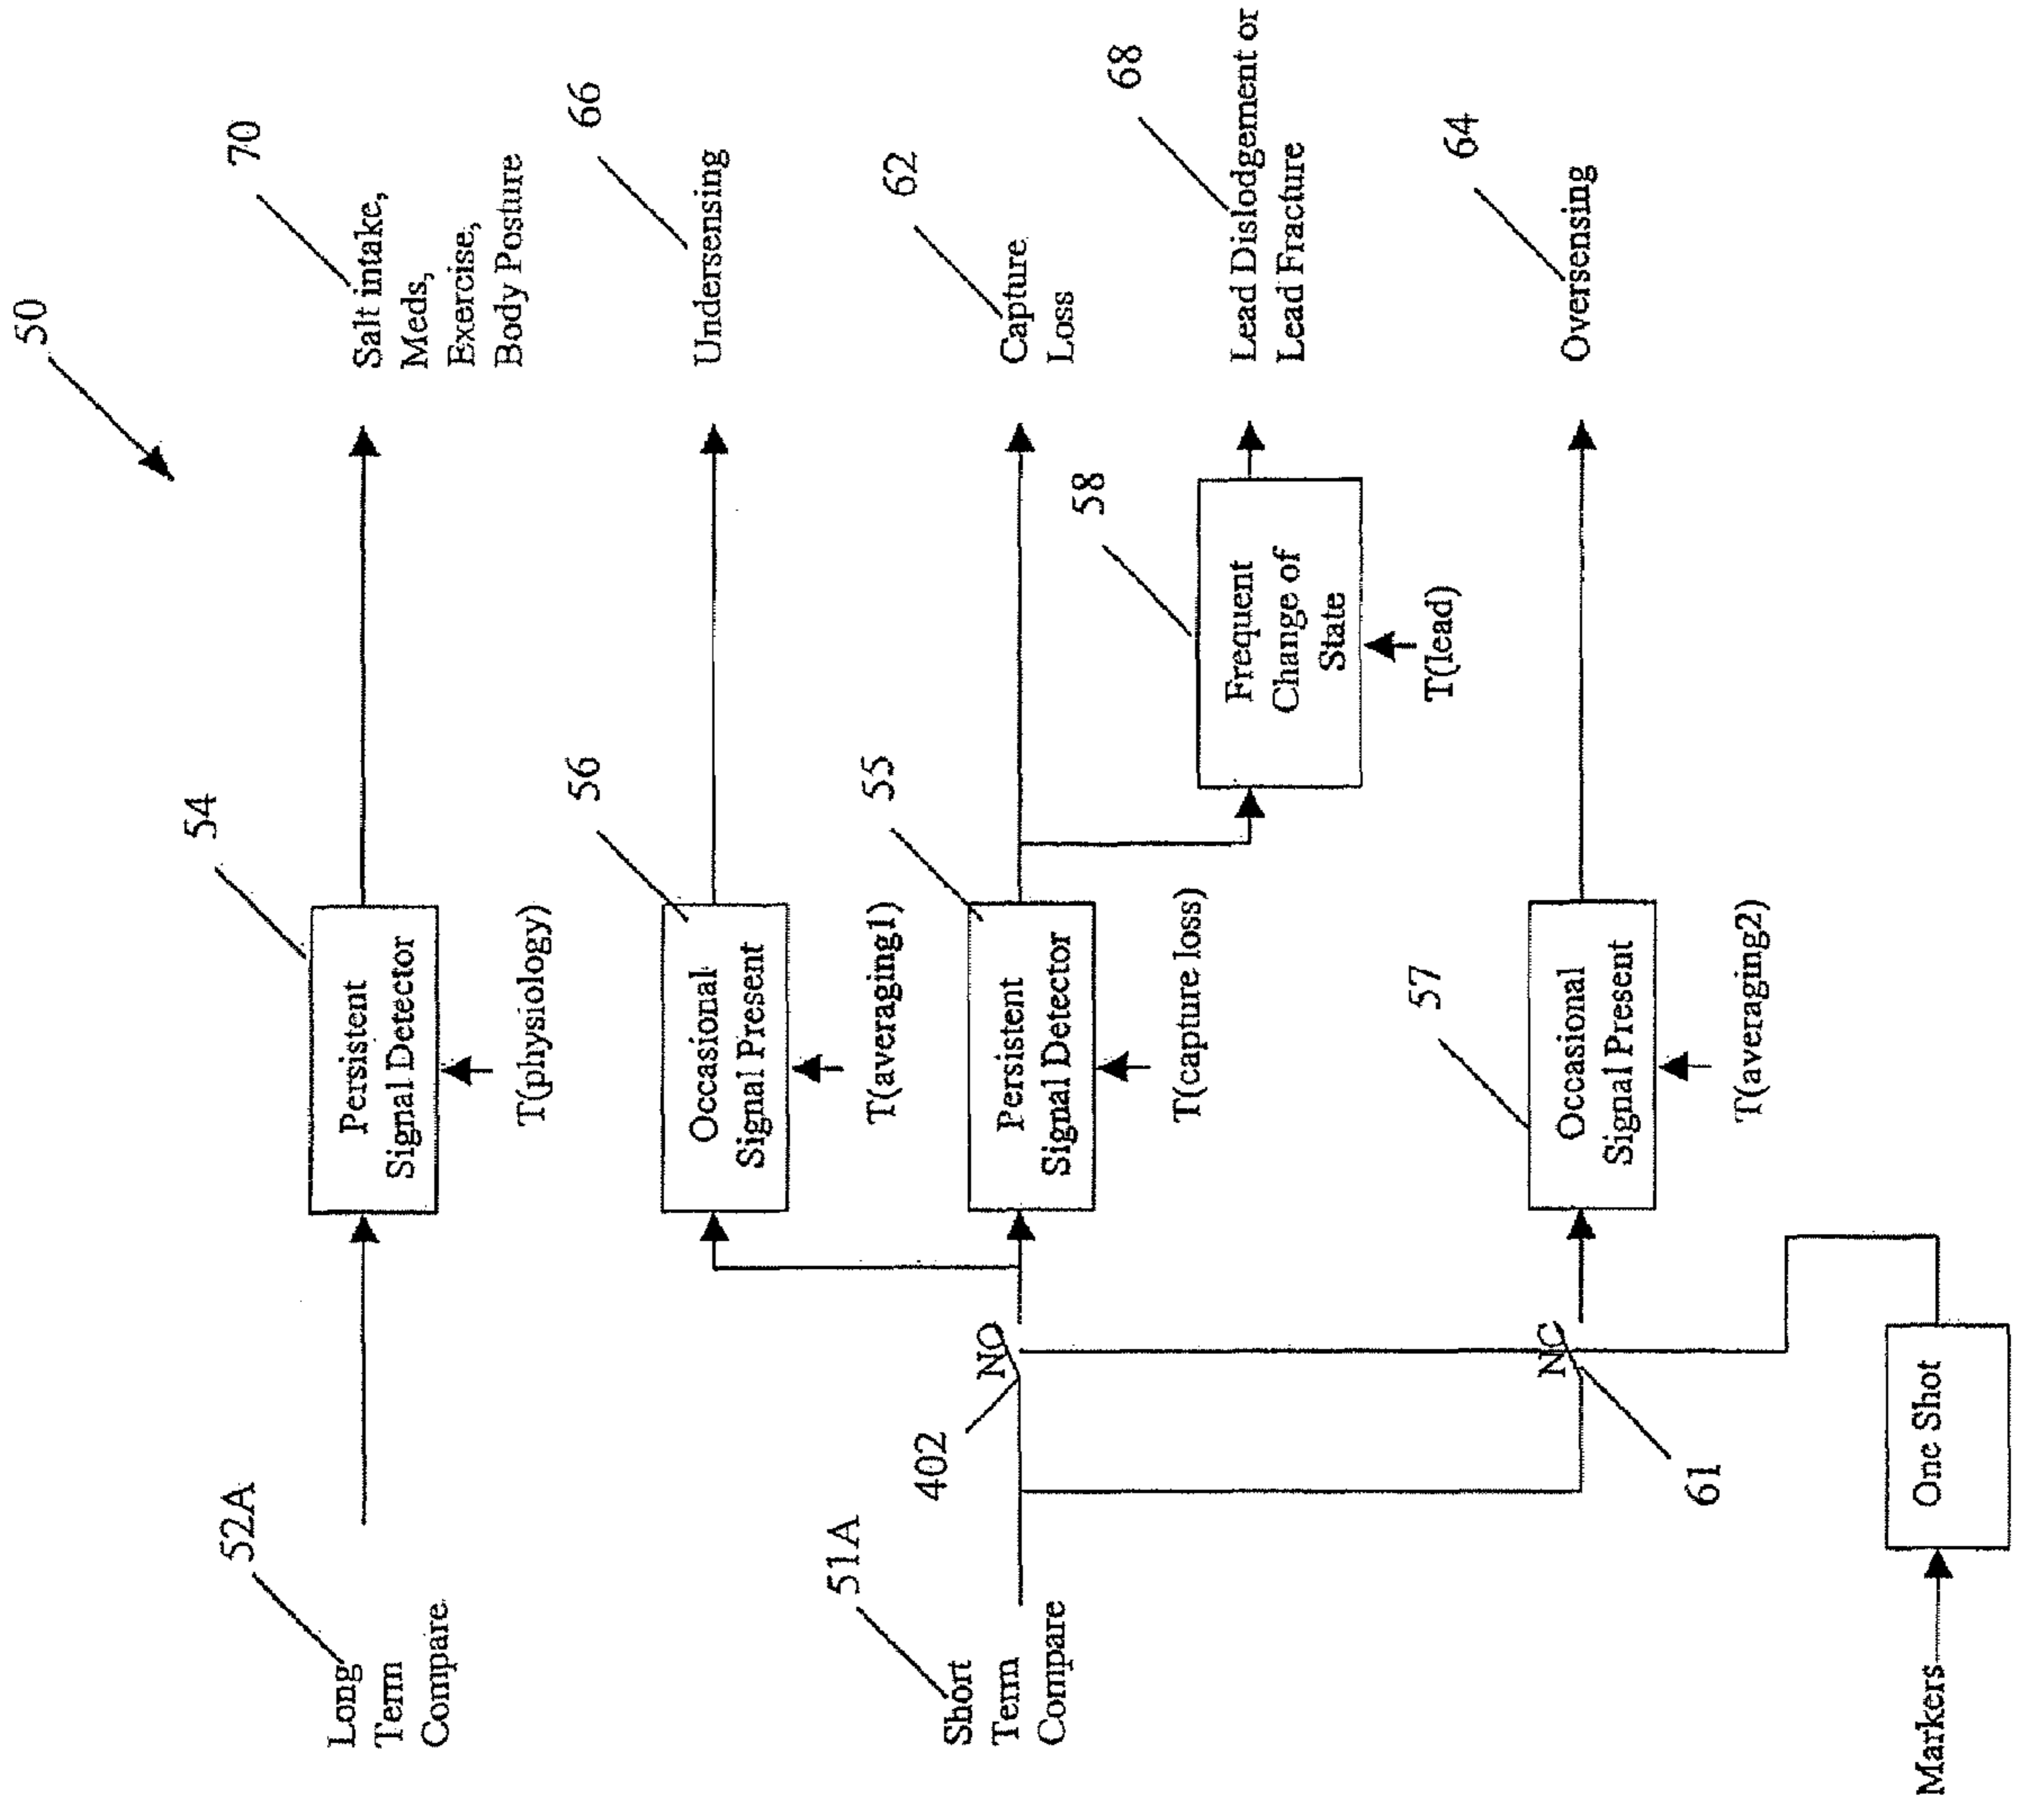 50
52A
Long
Term
Compare
54
Persistent
Signal Detector
T(physiology)
70
Salt intake,
Meds,
Exercise,
Body Posture
56
Occasional
Signal Present
T(averaging1)
66
Undersensing
51A
Short
Term
Compare
402
NO
55
Persistent
Signal Detector
T(capture loss)
62
Capture
Loss
58
Frequent
Change of
State
T(lead)
68
Lead Dislodgement or
Lead Fracture
NC
61
57
Occasional
Signal Present
T(averaging2)
64
Oversensing
Markers
One Shot